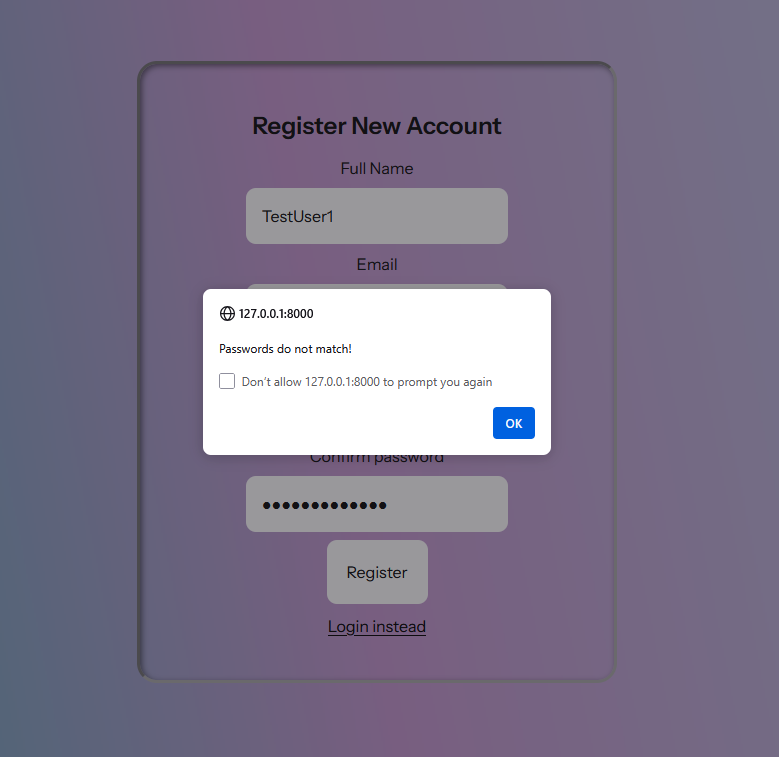 Register New Account
Full Name
TestUser1
Email
127.0.0.1:8000
Passwords do not match!
Don't allow 127.0.0.1:8000 to prompt you again
OK
Confirm password
Register
Login instead